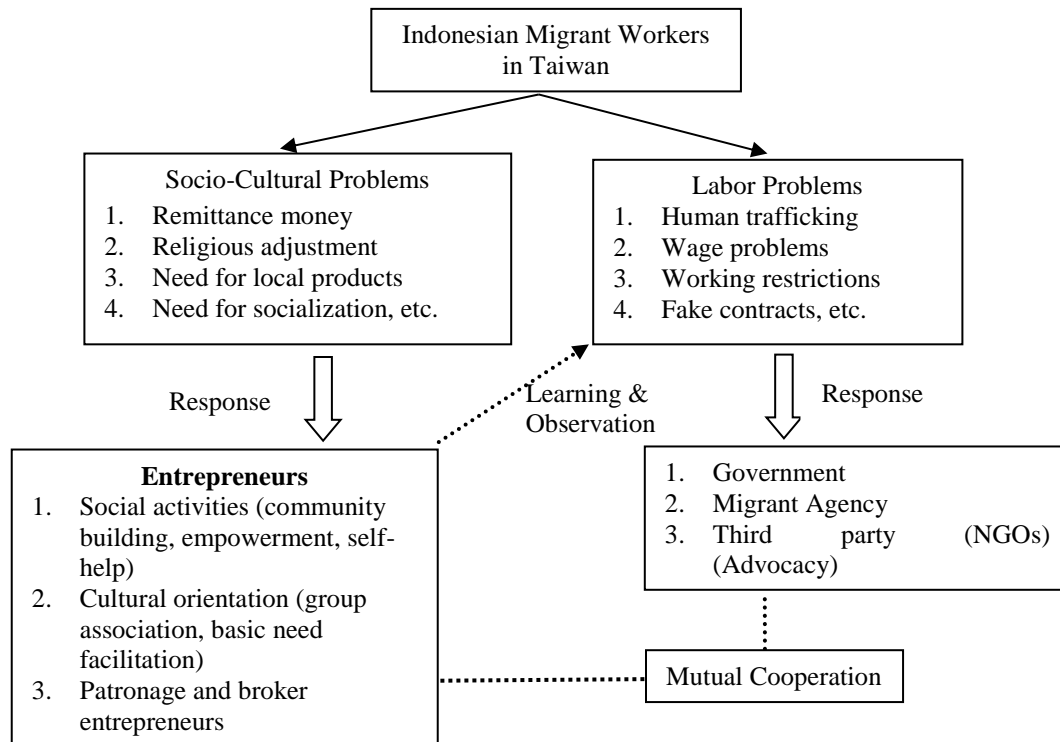 Indonesian Migrant Workers
in Taiwan
Socio-Cultural Problems
1. Remittance money
2. Religious adjustment
3. Need for local products
4. Need for socialization, etc.
Labor Problems
1. Human trafficking
2. Wage problems
3. Working restrictions
4. Fake contracts, etc.
Response
Learning &
Observation
Response
Entrepreneurs
1. Social activities (community
building, empowerment, self-
help)
2. Cultural orientation (group
association, basic need
facilitation)
3. Patronage and broker
entrepreneurs
1. Government
2. Migrant Agency
3. Third party (NGOs)
(Advocacy)
Mutual Cooperation